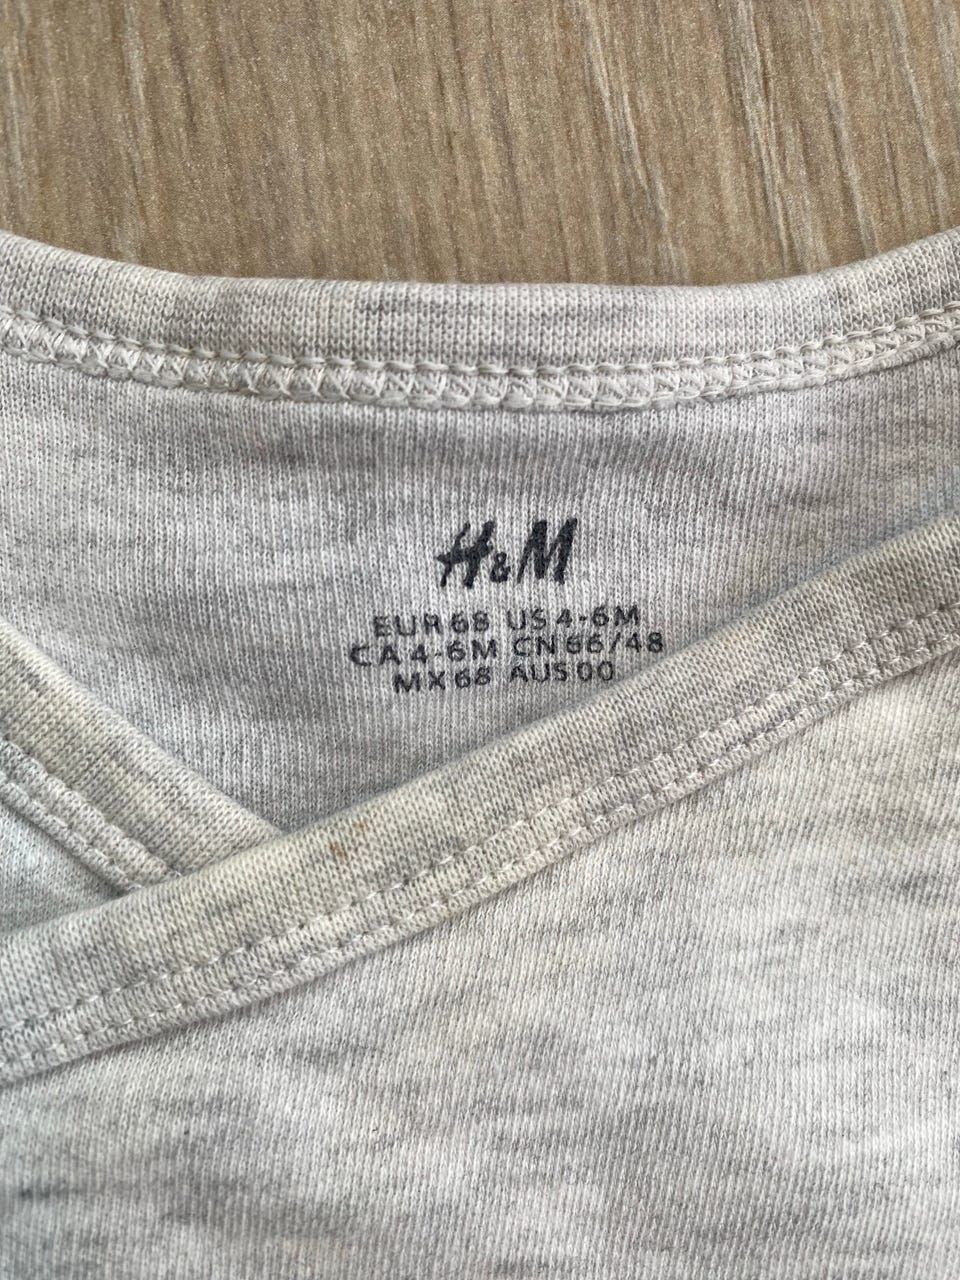 H&M
EUR 68 US 4-6M
CA 4-6M CN 66/48
MX 68 AUS 00